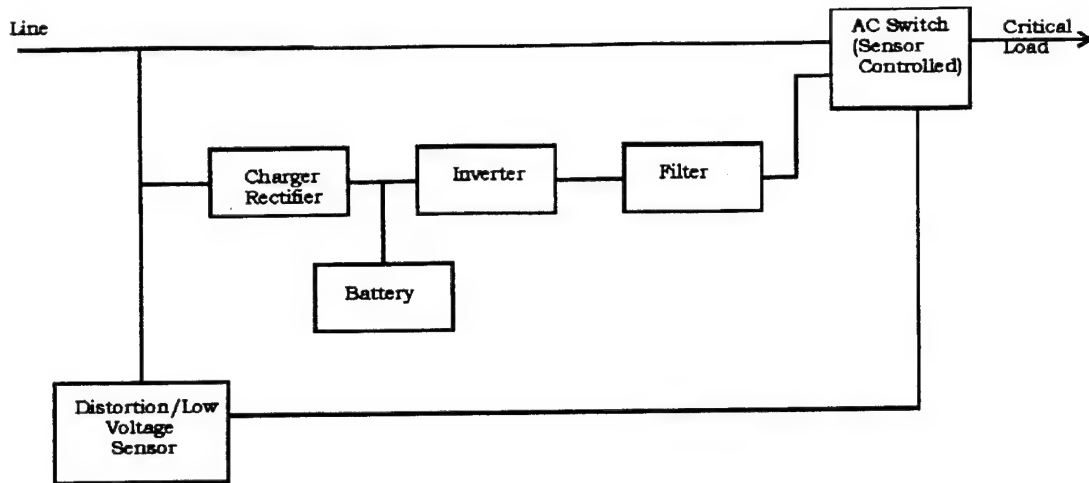 Line
AC Switch
(Sensor
Controlled)
Critical
Load
Charger
Rectifier
Inverter
Filter
Battery
Distortion/Low
Voltage
Sensor